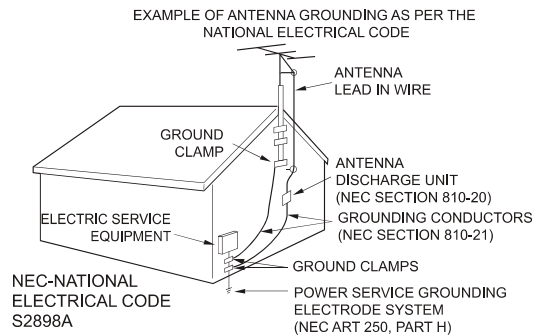 EXAMPLE OF ANTENNA GROUNDING AS PER THE
NATIONAL ELECTRICAL CODE
ANTENNA
LEAD IN WIRE
GROUND
CLAMP
ANTENNA
DISCHARGE UNIT
(NEC SECTION 810-20)
ELECTRIC SERVICE
EQUIPMENT
GROUNDING CONDUCTORS
(NEC SECTION 810-21)
GROUND CLAMPS
NEC-NATIONAL
ELECTRICAL CODE
S2898A
POWER SERVICE GROUNDING
ELECTRODE SYSTEM
(NEC ART 250, PART H)